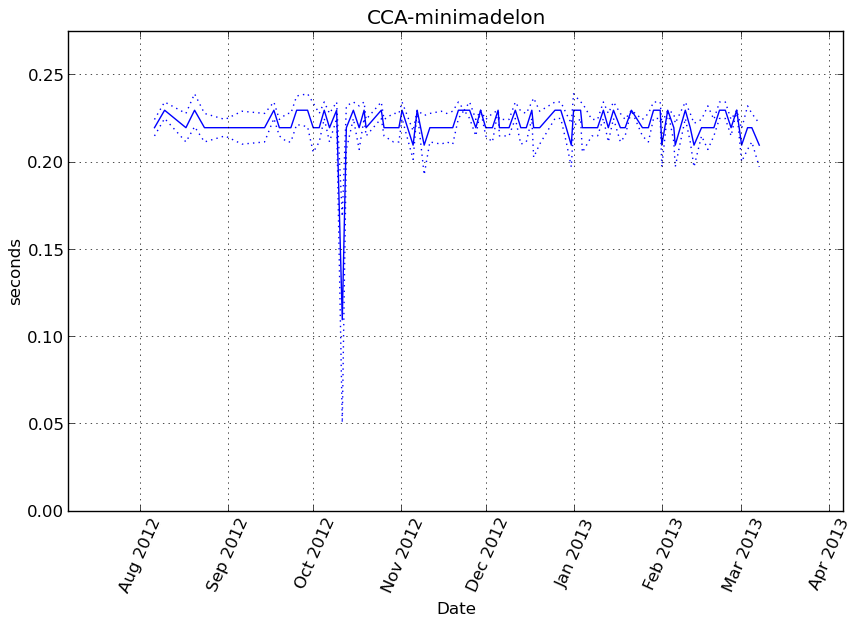 CCA-minimadelon
0.25
0.20
0.15
0.10
0.05
0.00
seconds
Aug 2012
Sep 2012
Oct 2012
Nov 2012
Dec 2012
Jan 2013
Feb 2013
Mar 2013
Apr 2013
Date